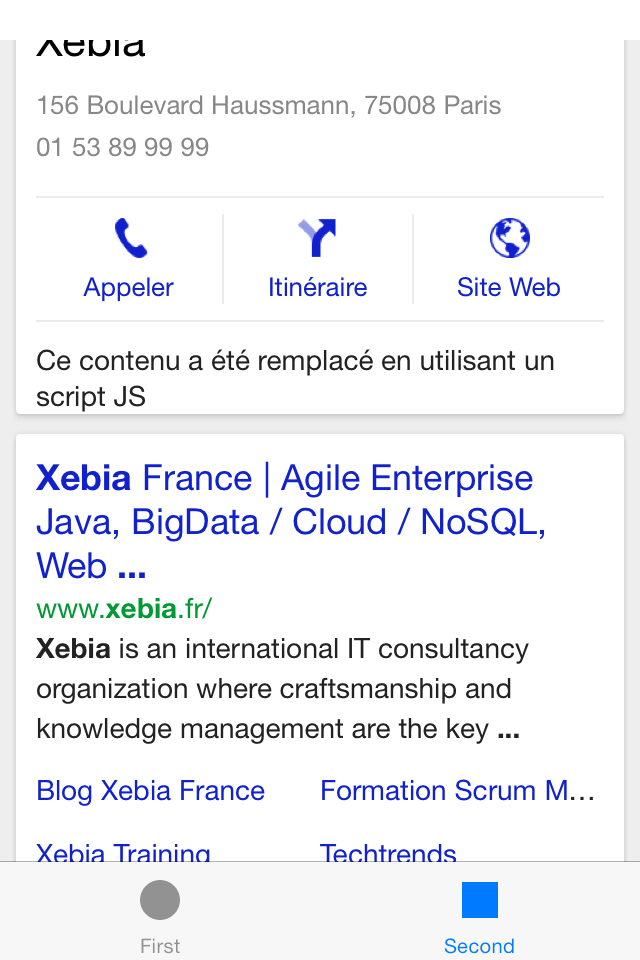 Xebia
156 Boulevard Haussmann, 75008 Paris
01 53 89 99 99
Appeler
Itinéraire
Site Web
Ce contenu a été remplacé en utilisant un
script JS
Xebia France | Agile Enterprise
Java, BigData / Cloud / NoSQL,
Web ...
www.xebia.fr/
Xebia is an international IT consultancy
organization where craftsmanship and
knowledge management are the key ...
Blog Xebia France
Formation Scrum M...
Xebia Training
Techtrends
First
Second